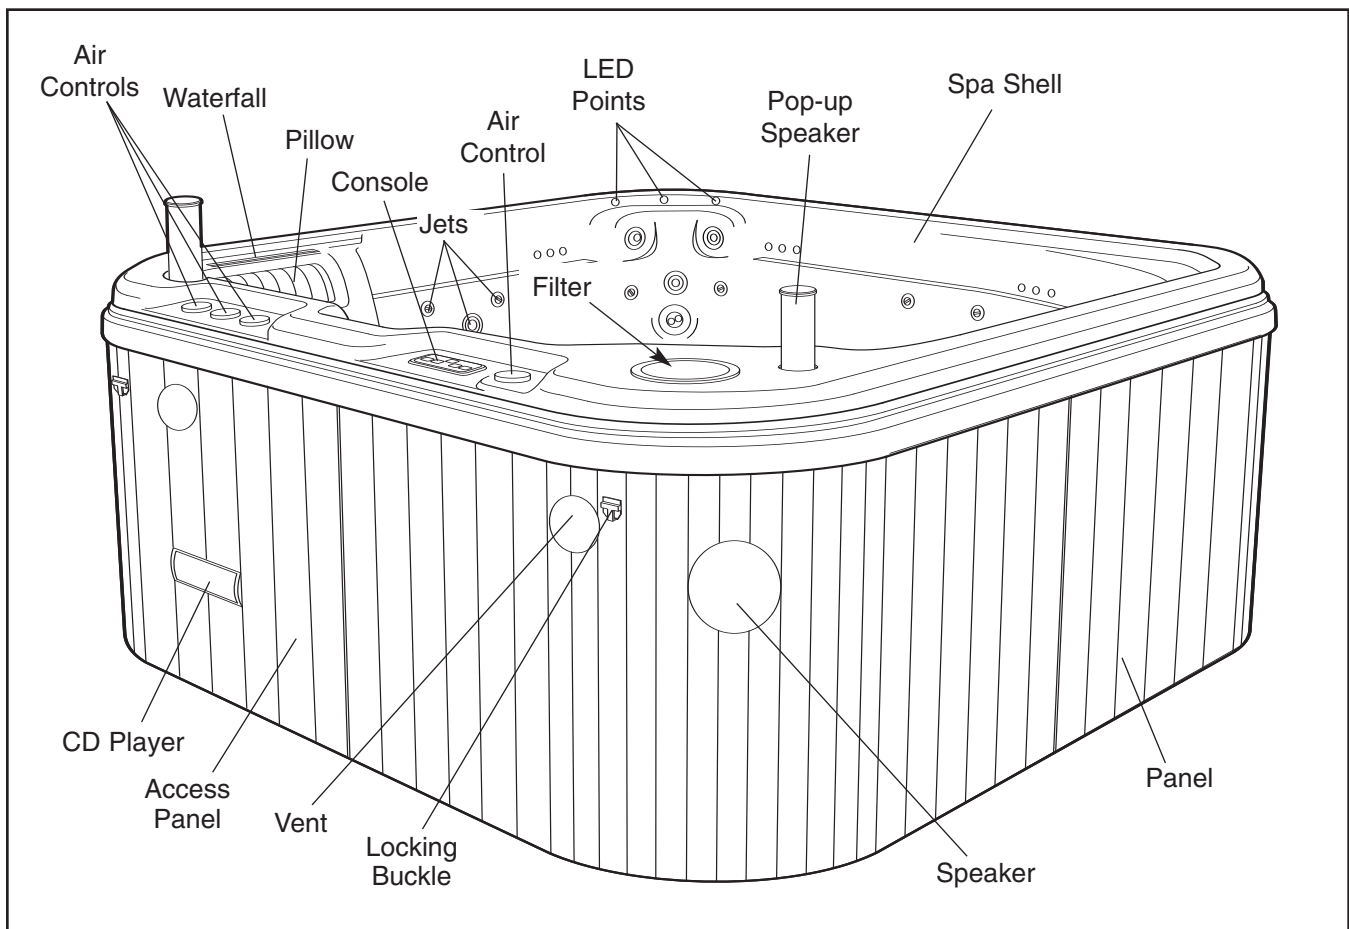 Air
Controls
Waterfall
Pillow
Console
Jets
Air
Control
LED
Points
Pop-up
Speaker
Spa Shell
Filter
CD Player
Access
Panel
Vent
Locking
Buckle
Speaker
Panel